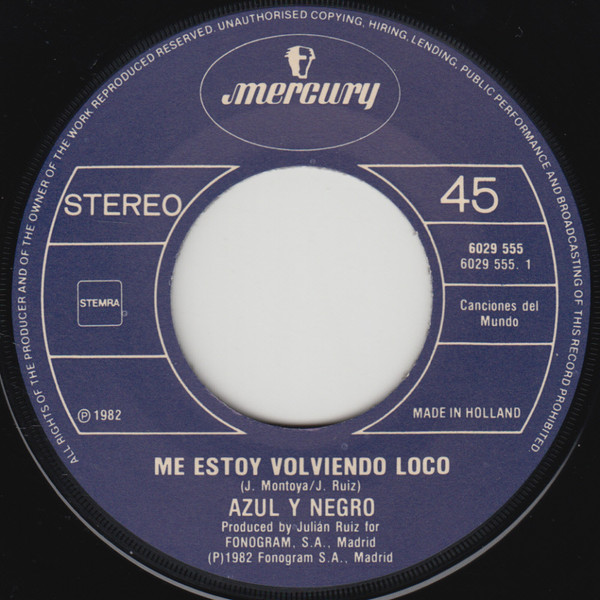 ALL RIGHTS OF THE PRODUCER AND OF THE OWNER OF THE WORK REPRODUCED RESERVED. UNAUTHORISED COPYING, HIRING, LENDING, PUBLIC PERFORMANCE AND BROADCASTING OF THIS RECORD PROHIBITED.
mercury
STEREO
45
6029 555
6029 555. 1
STEMRA
Canciones del
Mundo
Ⓟ 1982
MADE IN HOLLAND
ME ESTOY VOLVIENDO LOCO
(J. Montoya/J. Ruiz)
AZUL Y NEGRO
Produced by Julián Ruiz for
FONOGRAM, S.A., Madrid
(P)1982 Fonogram S.A., Madrid